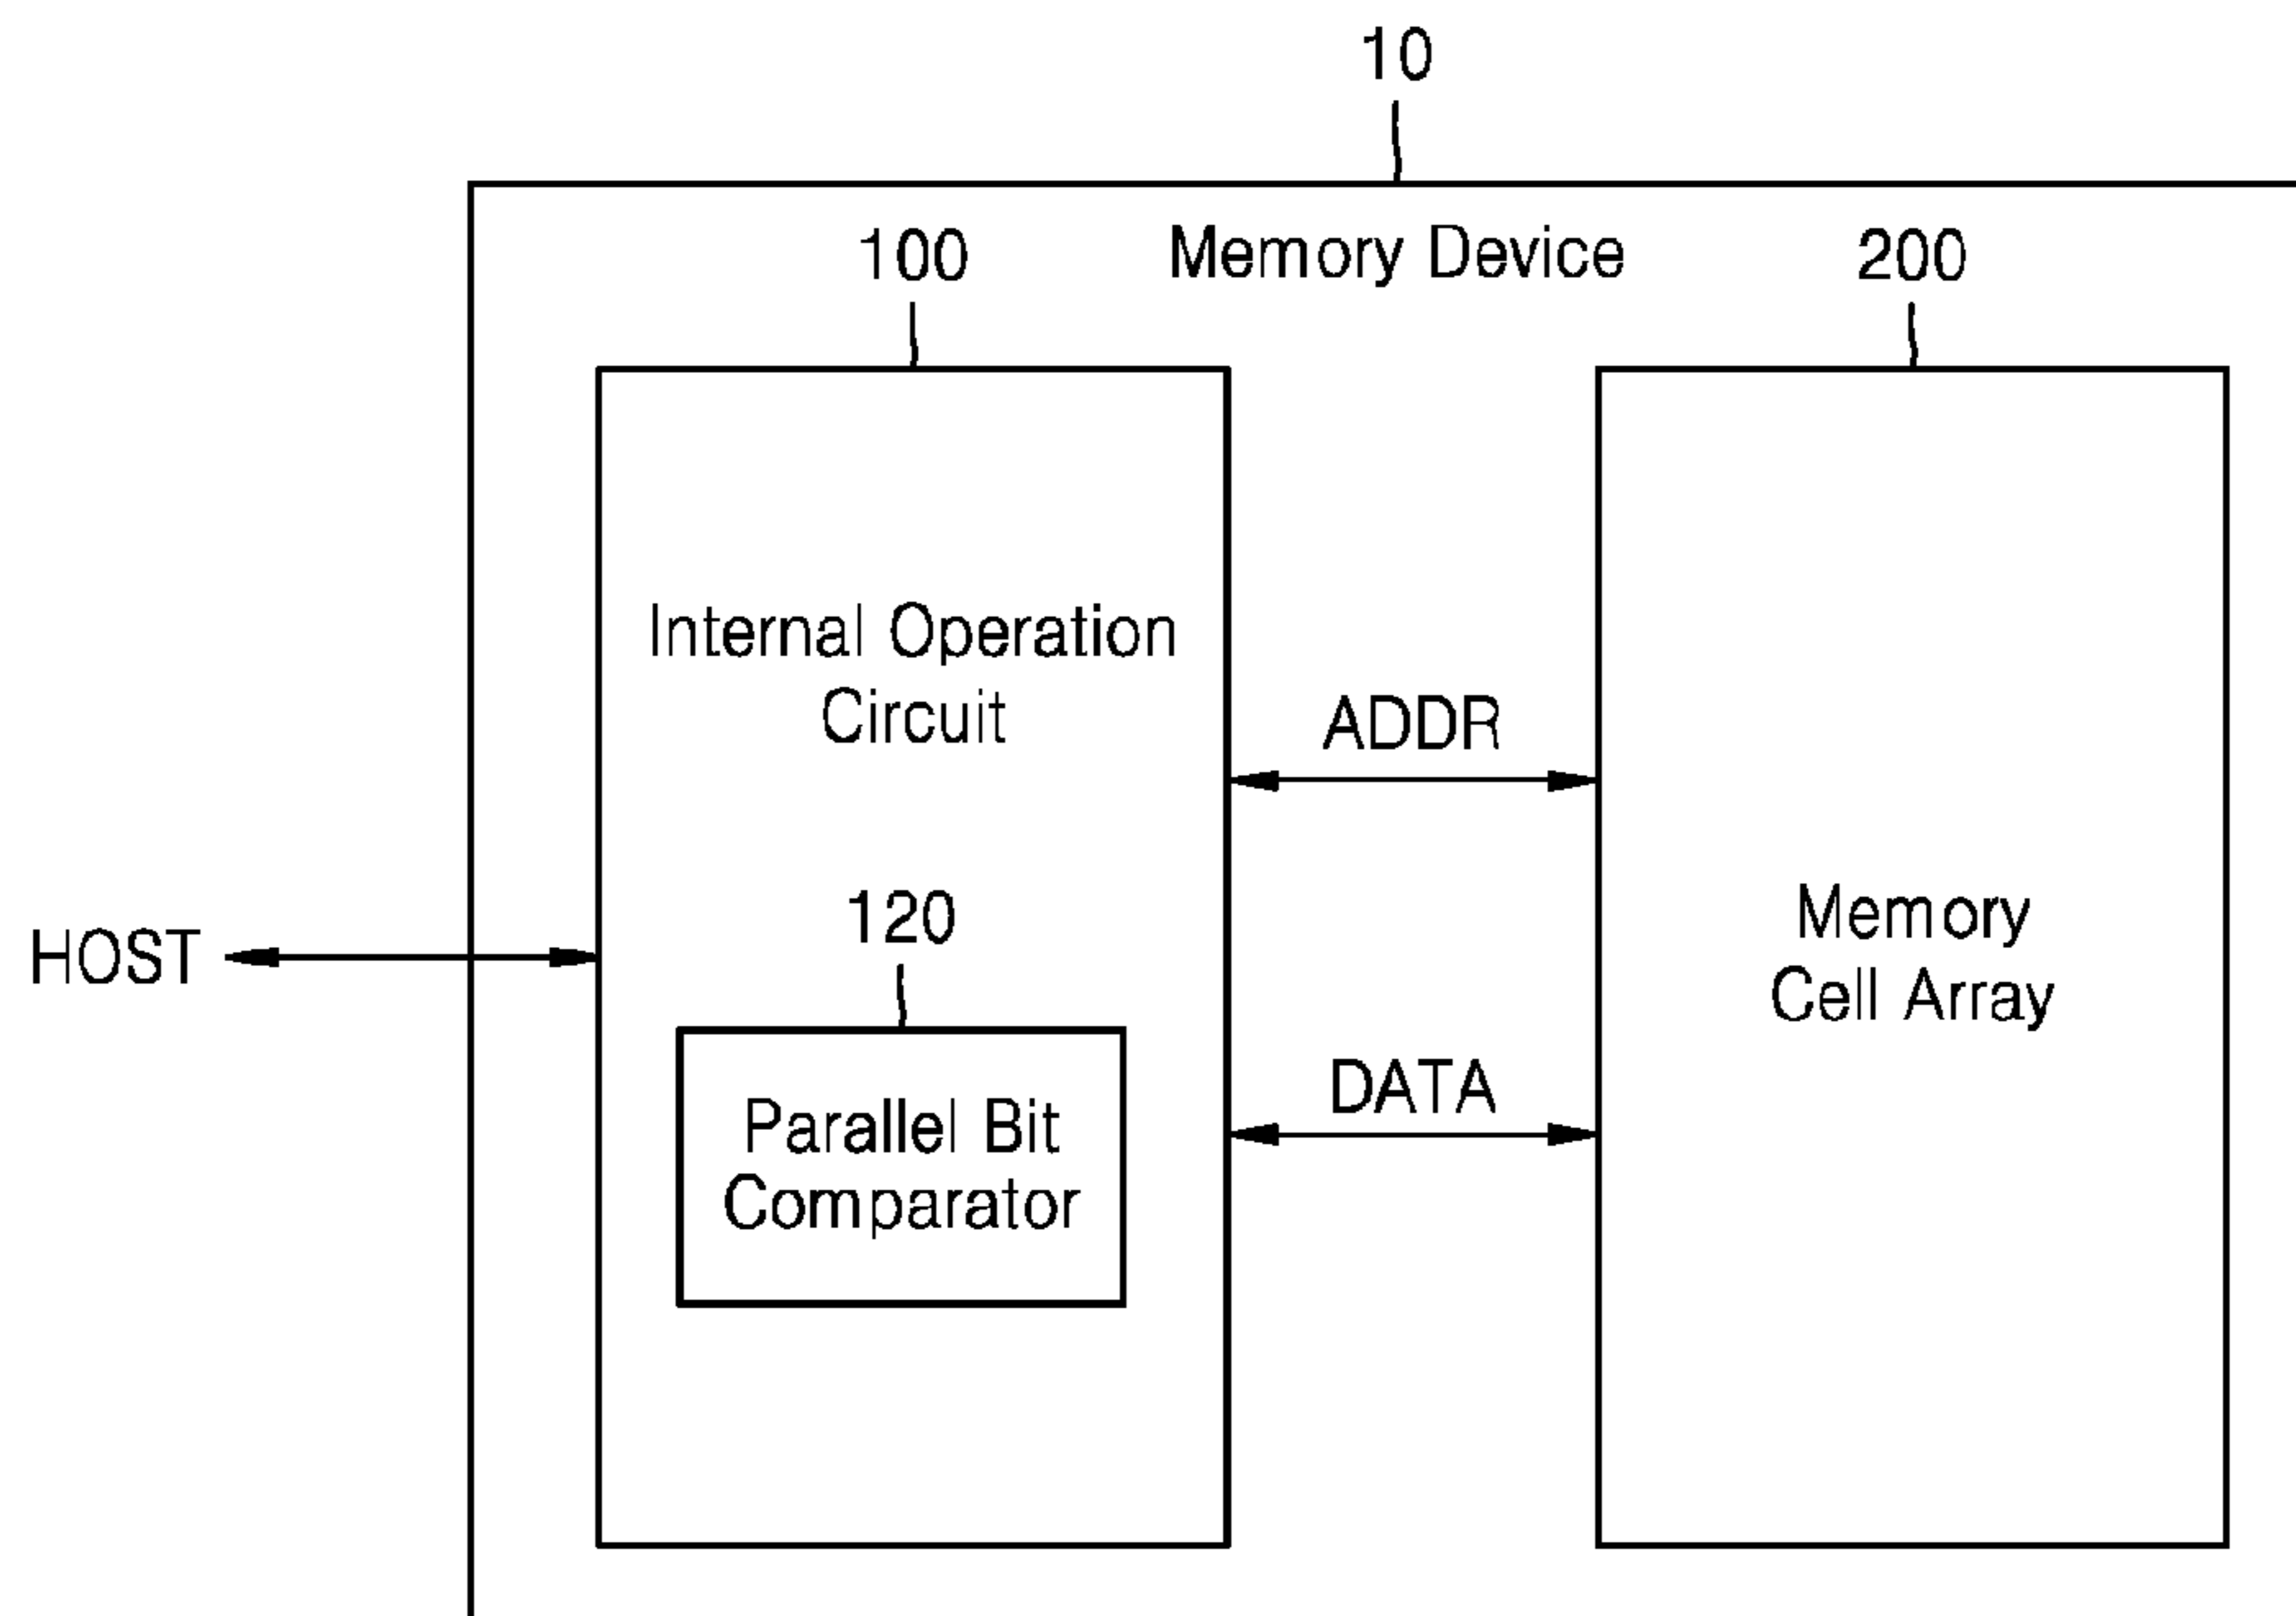 10
Memory Device
100
200
Internal Operation
Circuit
ADDR
120
HOST
Memory
Cell Array
DATA
Parallel Bit
Comparator